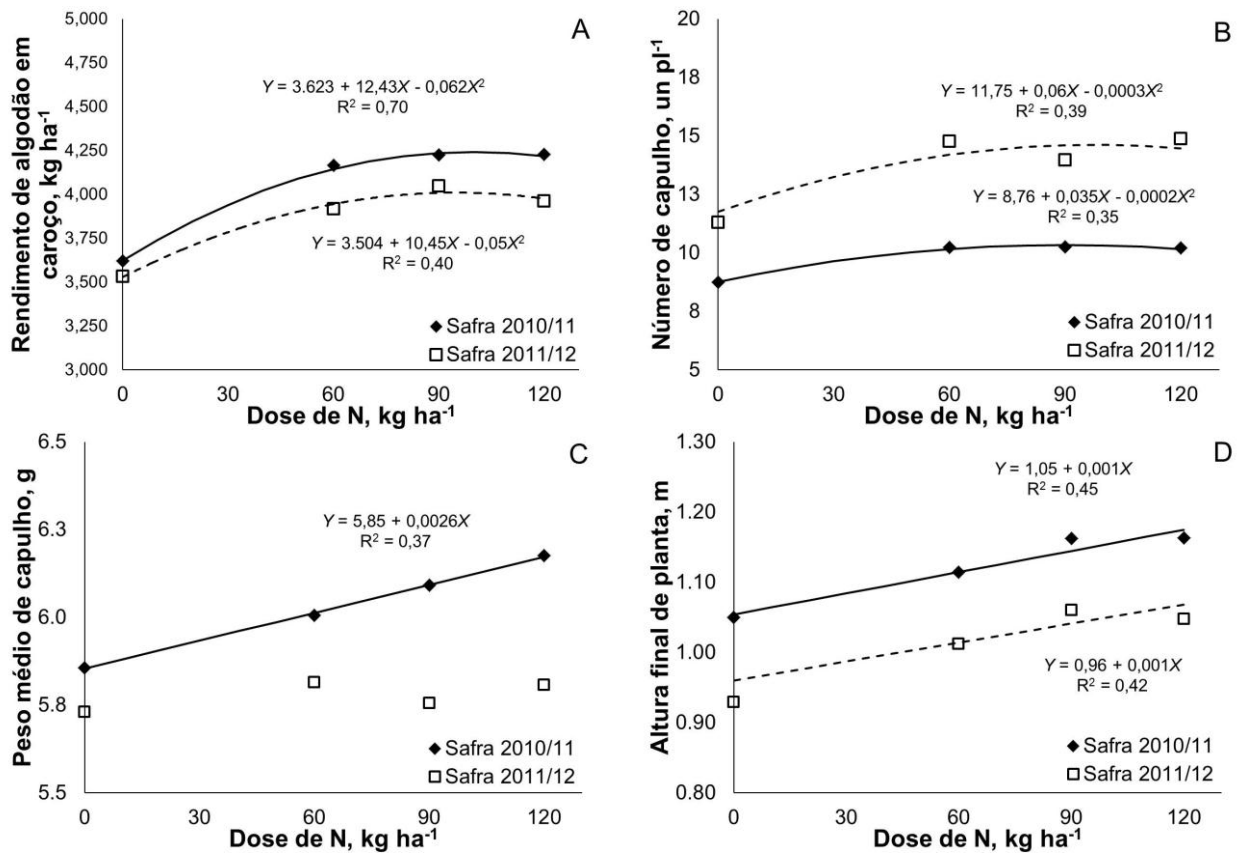 A
Rendimento de algodão em
caroço, kg ha⁻¹
5,000
4,750
4,500
4,250
4,000
3,750
3,500
3,250
3,000
Y = 3.623 + 12,43X - 0,062X²
R² = 0,70
Y = 3.504 + 10,45X - 0,05X²
R² = 0,40
Safra 2010/11
Safra 2011/12
0 30 60 90 120
Dose de N, kg ha⁻¹
B
Número de capulho, un pl⁻¹
20
18
15
13
10
8
5
Y = 11,75 + 0,06X - 0,0003X²
R² = 0,39
Y = 8,76 + 0,035X - 0,0002X²
R² = 0,35
Safra 2010/11
Safra 2011/12
0 30 60 90 120
Dose de N, kg ha⁻¹
C
Peso médio de capulho, g
6.5
6.3
6.0
5.8
5.5
Y = 5,85 + 0,0026X
R² = 0,37
Safra 2010/11
Safra 2011/12
0 30 60 90 120
Dose de N, kg ha⁻¹
D
Altura final de planta, m
1.30
1.20
1.10
1.00
0.90
0.80
Y = 1,05 + 0,001X
R² = 0,45
Y = 0,96 + 0,001X
R² = 0,42
Safra 2010/11
Safra 2011/12
0 30 60 90 120
Dose de N, kg ha⁻¹